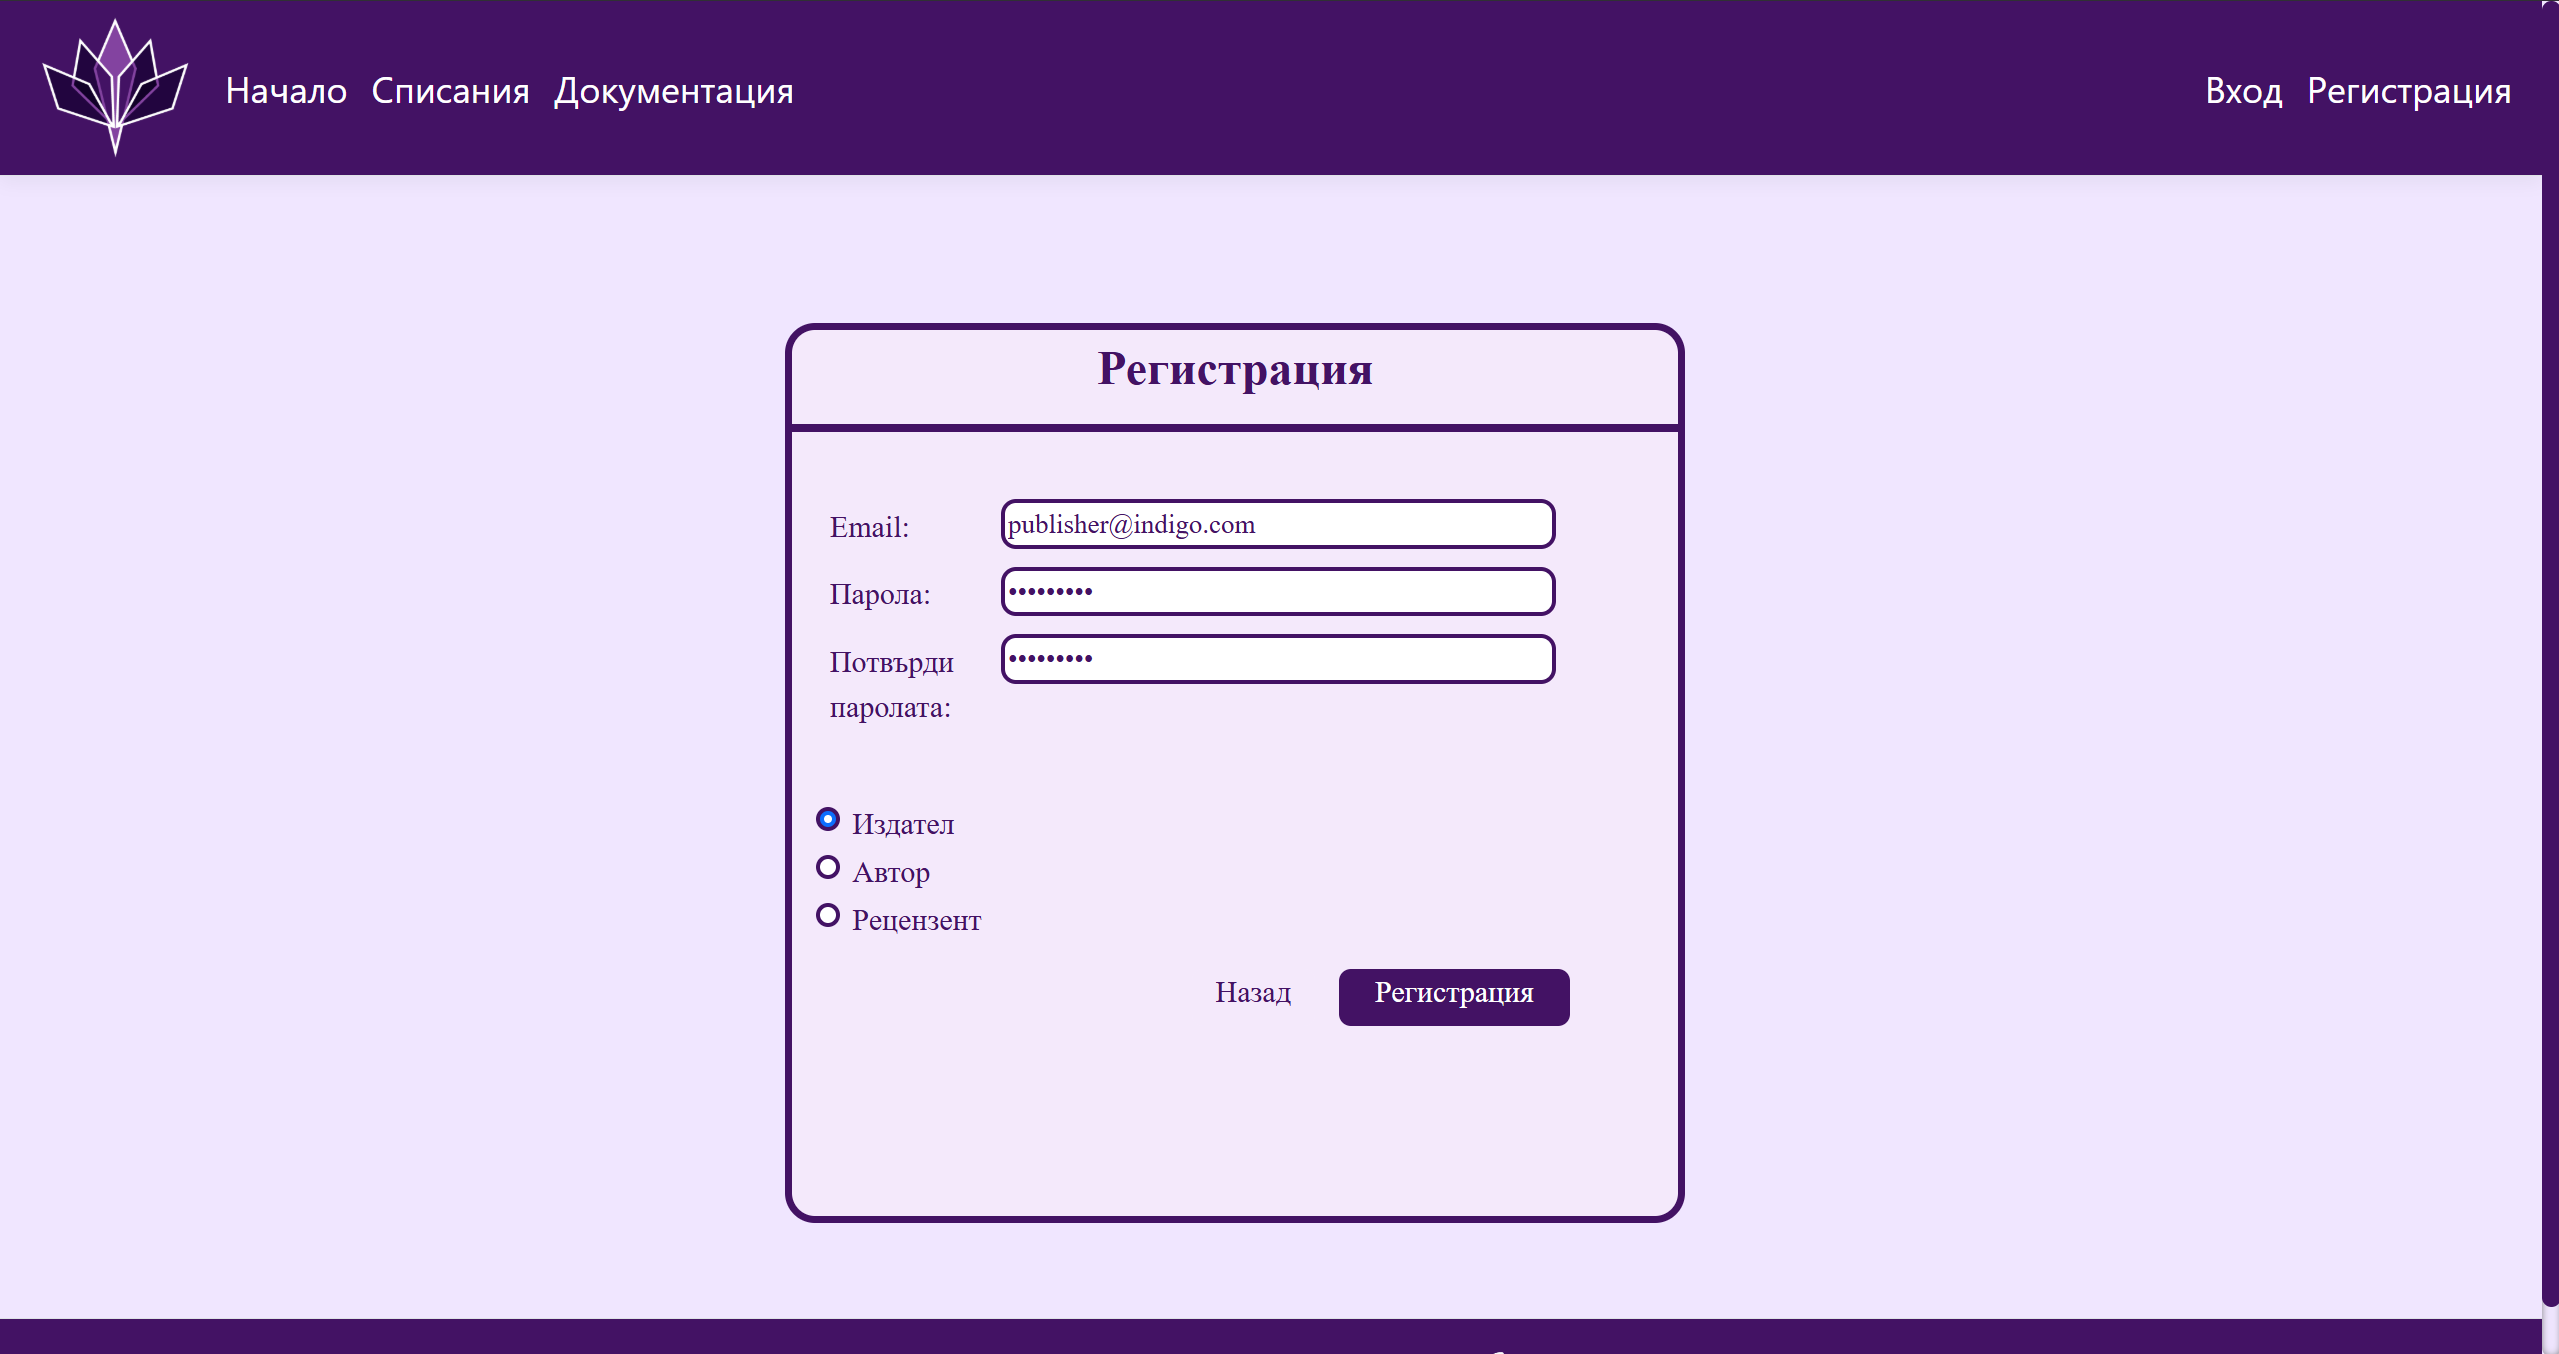 Начало Списания Документация Вход Регистрация
Регистрация
Email: publisher@indigo.com
Парола: •••••••••
Потвърди •••••••••
паролата:
Издател
Автор
Рецензент
Назад Регистрация